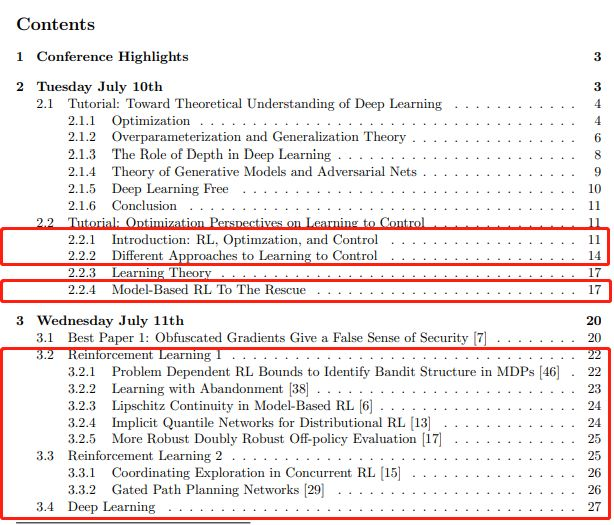 Contents
1 Conference Highlights 3
2 Tuesday July 10th 3
2.1 Tutorial: Toward Theoretical Understanding of Deep Learning . . . . . . . . . . . 4
2.1.1 Optimization . . . . . . . . . . . . . . . . . . . . . . . . . . . . . . . . . 4
2.1.2 Overparameterization and Generalization Theory . . . . . . . . . . . . . . 6
2.1.3 The Role of Depth in Deep Learning . . . . . . . . . . . . . . . . . . . . . 8
2.1.4 Theory of Generative Models and Adversarial Nets . . . . . . . . . . . . . 9
2.1.5 Deep Learning Free . . . . . . . . . . . . . . . . . . . . . . . . . . . . . 10
2.1.6 Conclusion . . . . . . . . . . . . . . . . . . . . . . . . . . . . . . . . . 11
2.2 Tutorial: Optimization Perspectives on Learning to Control . . . . . . . . . . . . 11
2.2.1 Introduction: RL, Optimzation, and Control . . . . . . . . . . . . . . . . 11
2.2.2 Different Approaches to Learning to Control . . . . . . . . . . . . . . . . 14
2.2.3 Learning Theory . . . . . . . . . . . . . . . . . . . . . . . . . . . . . . . 17
2.2.4 Model-Based RL To The Rescue . . . . . . . . . . . . . . . . . . . . . . . 17
3 Wednesday July 11th 20
3.1 Best Paper 1: Obfuscated Gradients Give a False Sense of Security [7] . . . . . . . 20
3.2 Reinforcement Learning 1 . . . . . . . . . . . . . . . . . . . . . . . . . . . . . 22
3.2.1 Problem Dependent RL Bounds to Identify Bandit Structure in MDPs [46] . 22
3.2.2 Learning with Abandonment [38] . . . . . . . . . . . . . . . . . . . . . . . 23
3.2.3 Lipschitz Continuity in Model-Based RL [6] . . . . . . . . . . . . . . . . . 24
3.2.4 Implicit Quantile Networks for Distributional RL [13] . . . . . . . . . . . . 24
3.2.5 More Robust Doubly Robust Off-policy Evaluation [17] . . . . . . . . . . . 25
3.3 Reinforcement Learning 2 . . . . . . . . . . . . . . . . . . . . . . . . . . . . . 25
3.3.1 Coordinating Exploration in Concurrent RL [15] . . . . . . . . . . . . . . . 26
3.3.2 Gated Path Planning Networks [29] . . . . . . . . . . . . . . . . . . . . . . 26
3.4 Deep Learning . . . . . . . . . . . . . . . . . . . . . . . . . . . . . . . . . . . 27